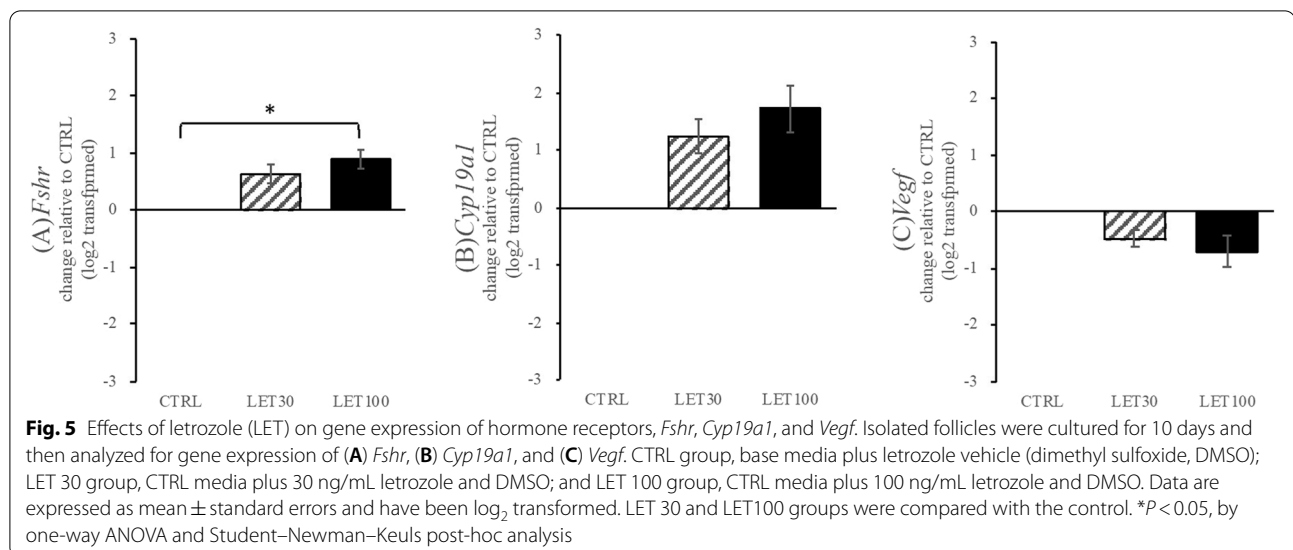 3
2
1
0
-1
-2
-3
(A)Fshr
change relative to CTRL
(log2 transfprmed)
*
CTRL LET30 LET100
3
2
1
0
-1
-2
-3
(B)Cyp19a1
change relative to CTRL
(log2 transfprmed)
CTRL LET30 LET100
3
2
1
0
-1
-2
-3
(C)Vegf
change relative to CTRL
(log2 transfprmed)
CTRL LET30 LET100
Fig. 5 Effects of letrozole (LET) on gene expression of hormone receptors, Fshr, Cyp19a1, and Vegf. Isolated follicles were cultured for 10 days and
then analyzed for gene expression of (A) Fshr, (B) Cyp19a1, and (C) Vegf. CTRL group, base media plus letrozole vehicle (dimethyl sulfoxide, DMSO);
LET 30 group, CTRL media plus 30 ng/mL letrozole and DMSO; and LET 100 group, CTRL media plus 100 ng/mL letrozole and DMSO. Data are
expressed as mean ± standard errors and have been log₂ transformed. LET 30 and LET100 groups were compared with the control. *P < 0.05, by
one-way ANOVA and Student–Newman–Keuls post-hoc analysis